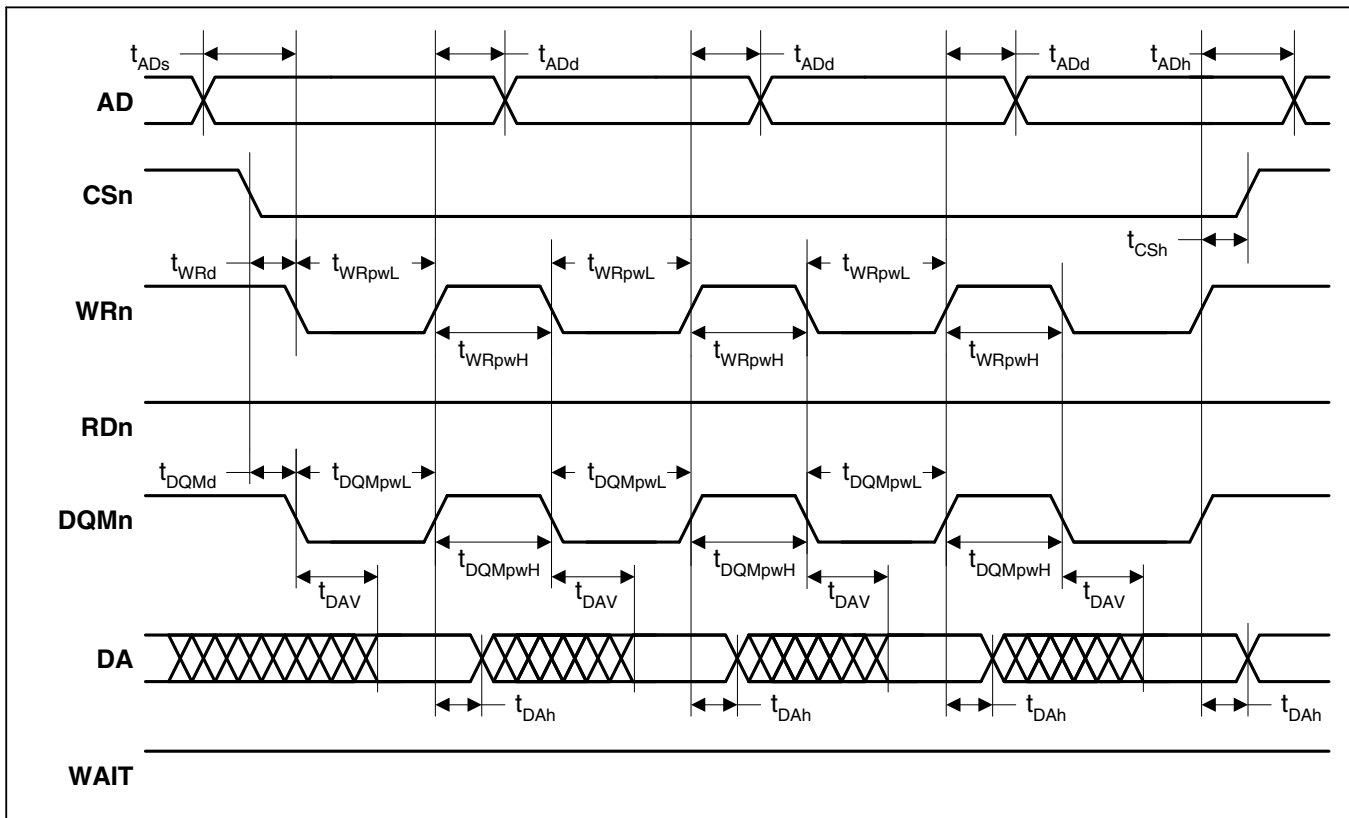 tADs tADd tADd tADd tADh
AD
CSn
tCSh
tWRd tWRpwL tWRpwL tWRpwL
WRn
tWRpwH tWRpwH tWRpwH
RDn
tDQMd tDQMpwL tDQMpwL tDQMpwL
DQMn
tDQMpwH tDQMpwH tDQMpwH
tDAV tDAV tDAV tDAV
DA
tDAh tDAh tDAh tDAh
WAIT